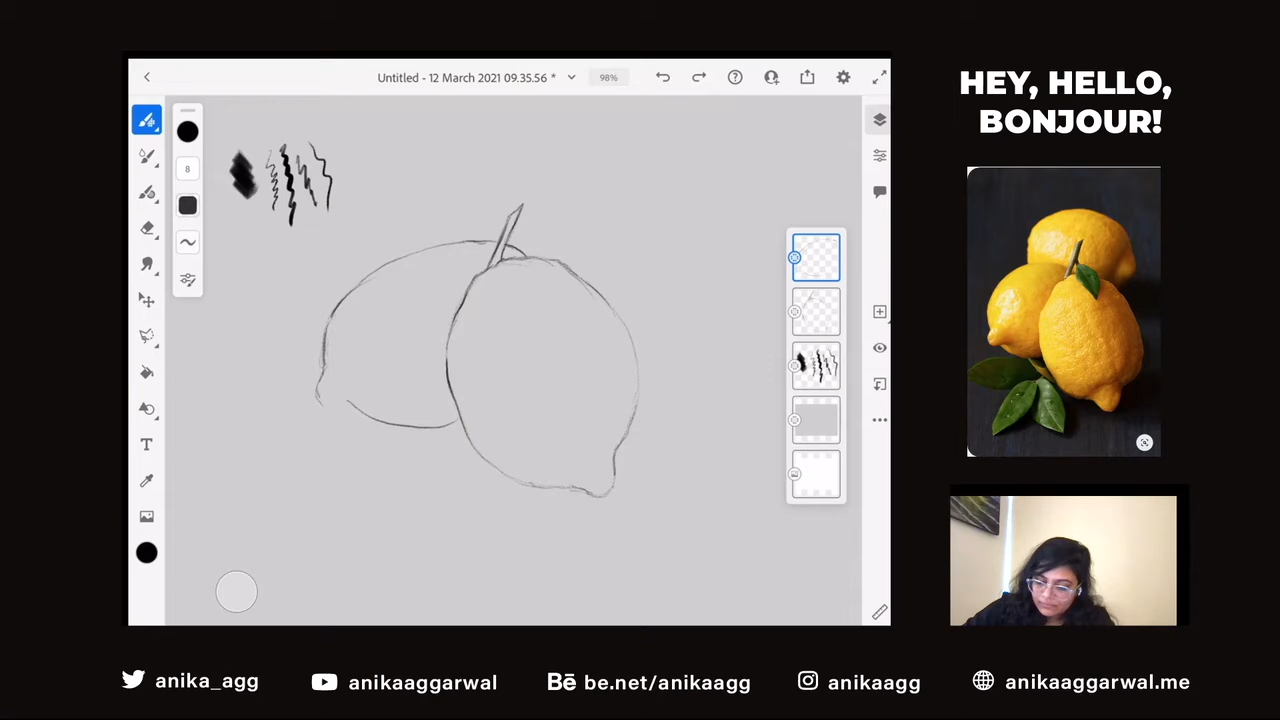 Untitled - 12 March 2021 09.35.56 *
98%
8
T
HEY, HELLO,
BONJOUR!
anika_agg
anikaaggarwal
Bē be.net/anikaagg
anikaagg
anikaaggarwal.me